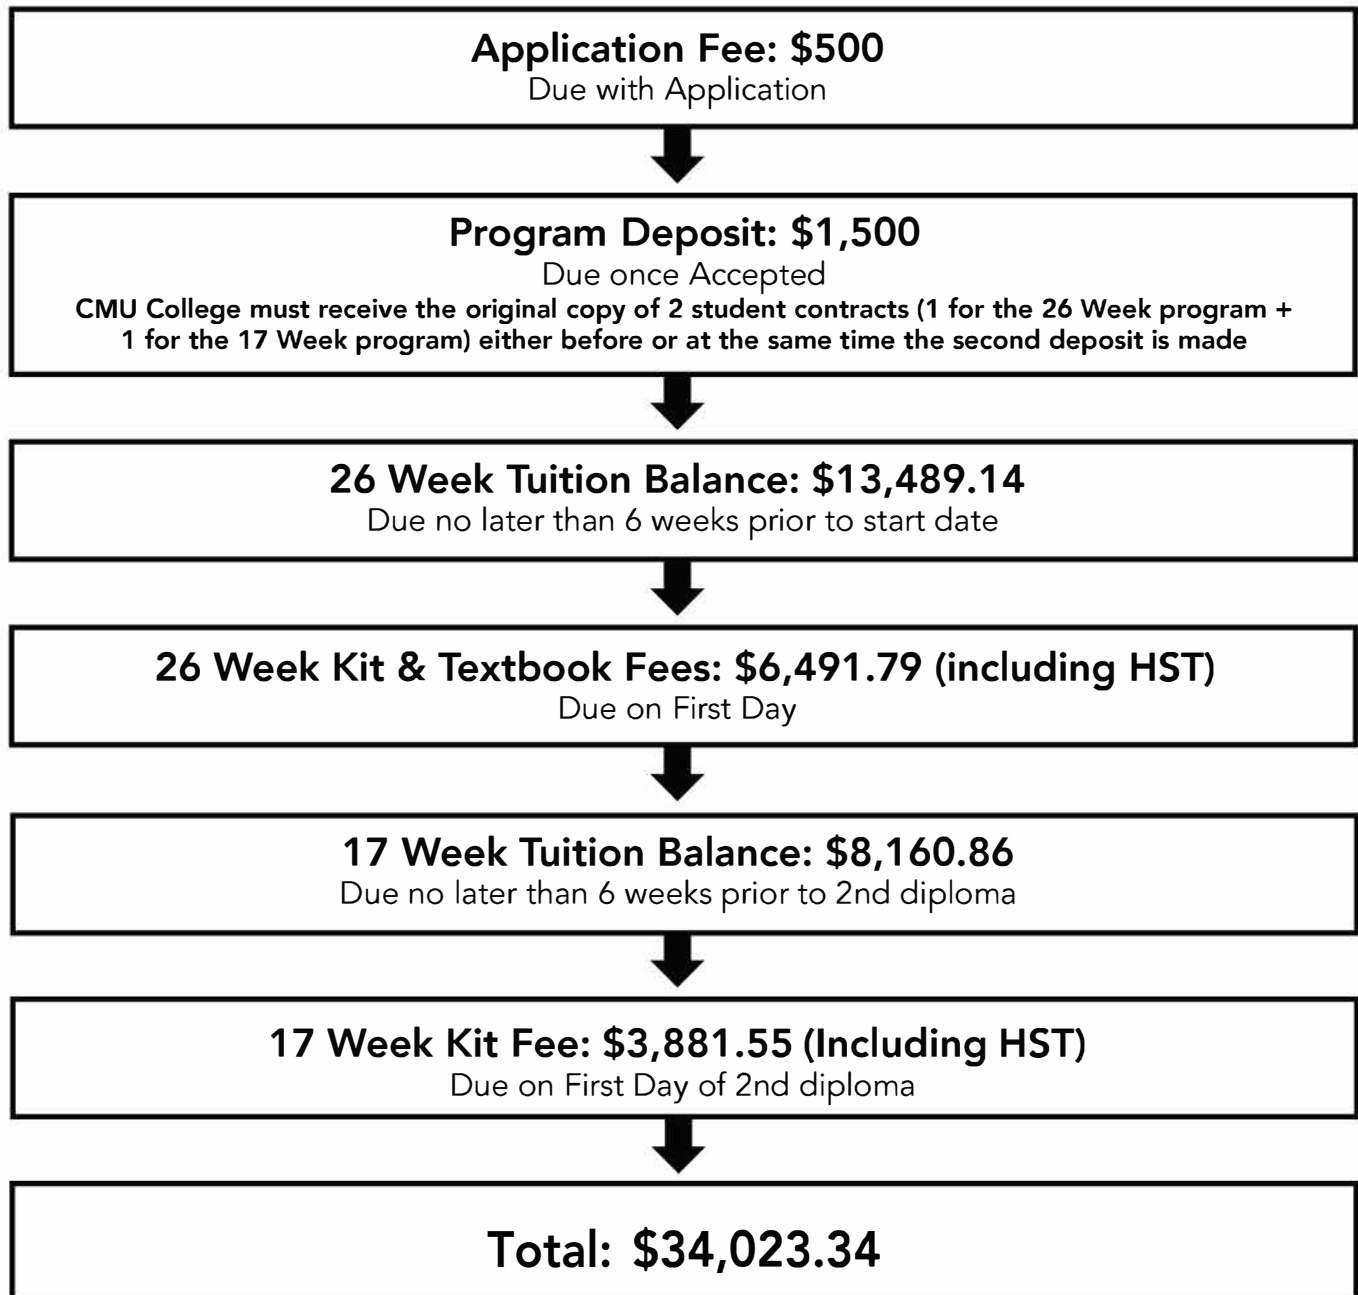 Application Fee: $500
Due with Application
Program Deposit: $1,500
Due once Accepted
CMU College must receive the original copy of 2 student contracts (1 for the 26 Week program +
1 for the 17 Week program) either before or at the same time the second deposit is made
26 Week Tuition Balance: $13,489.14
Due no later than 6 weeks prior to start date
26 Week Kit & Textbook Fees: $6,491.79 (including HST)
Due on First Day
17 Week Tuition Balance: $8,160.86
Due no later than 6 weeks prior to 2nd diploma
17 Week Kit Fee: $3,881.55 (Including HST)
Due on First Day of 2nd diploma
Total: $34,023.34